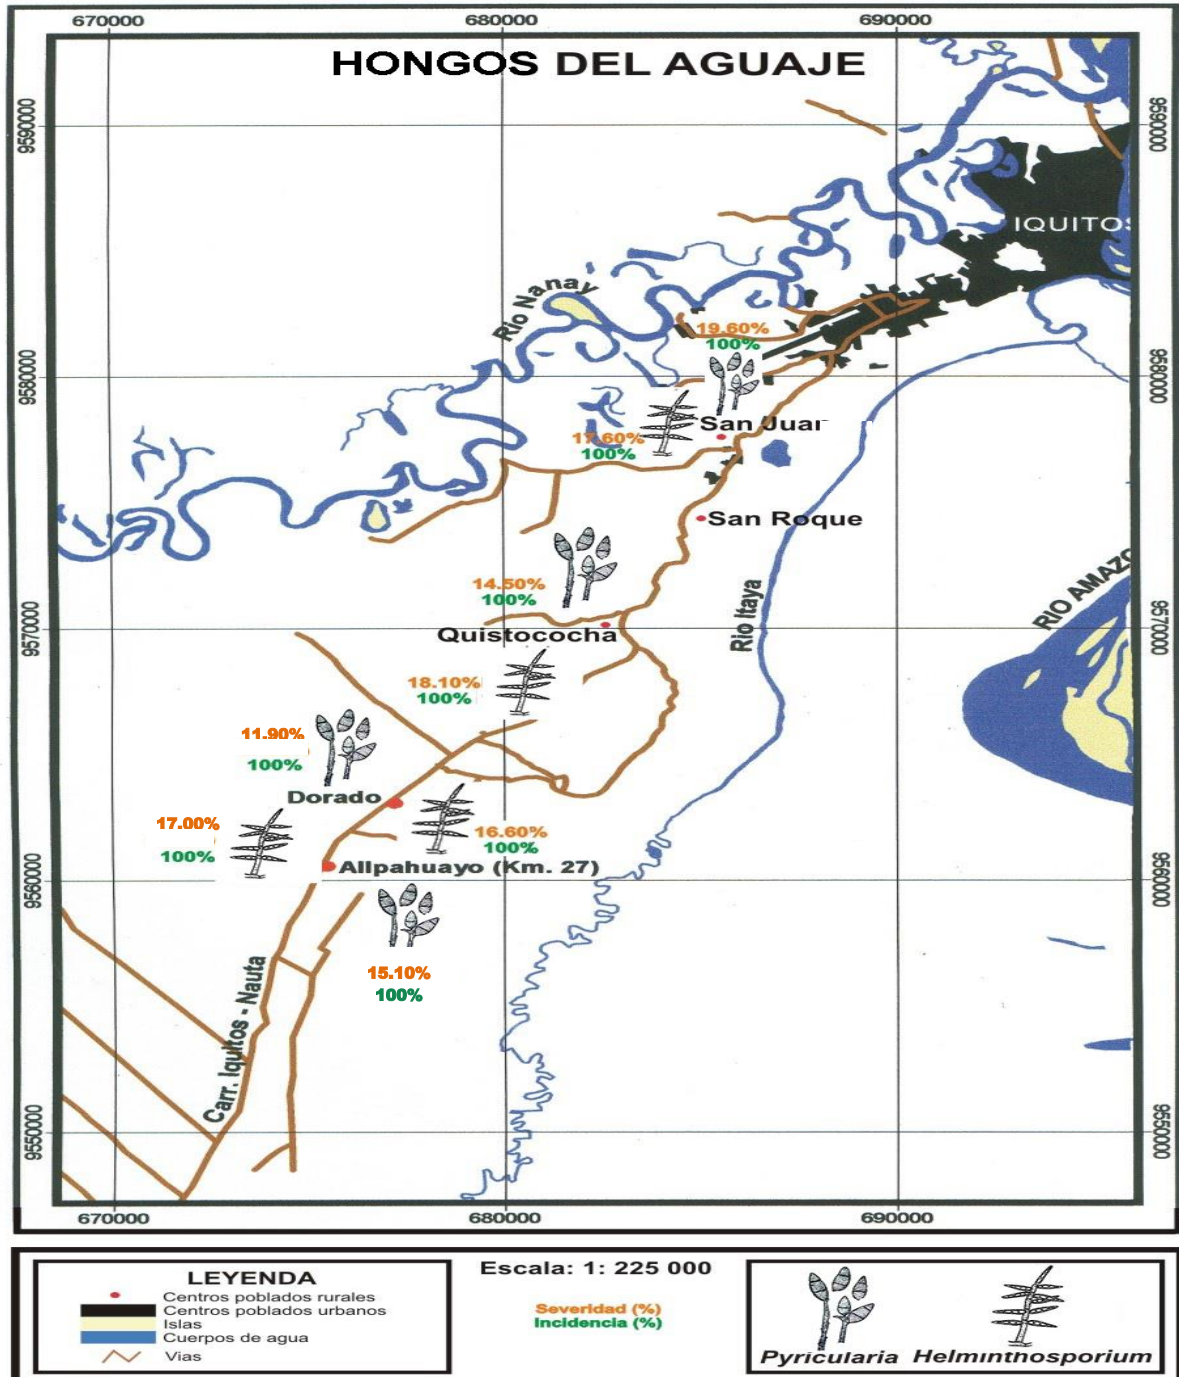 670000 680000 690000
HONGOS DEL AGUAJE
9590000 9590000
IQUITOS
Rio Nanay
19.60%
100%
9580000 9580000
San Juar
17.60%
100%
San Roque
14.50%
100%
Rio Itaya
RIO AMAZO
9570000 9570000
Quistococha
18.10%
100%
11.90%
100%
Dorado
17.00%
100%
16.60%
100%
Allpahuayo (Km. 27)
9560000 9560000
15.10%
100%
Carr. Iquitos - Nauta
9550000 9550000
670000 680000 690000
LEYENDA
Centros poblados rurales
Centros poblados urbanos
Islas
Cuerpos de agua
Vias
Escala: 1: 225 000
Severidad (%)
Incidencia (%)
Pyricularia Helminthosporium